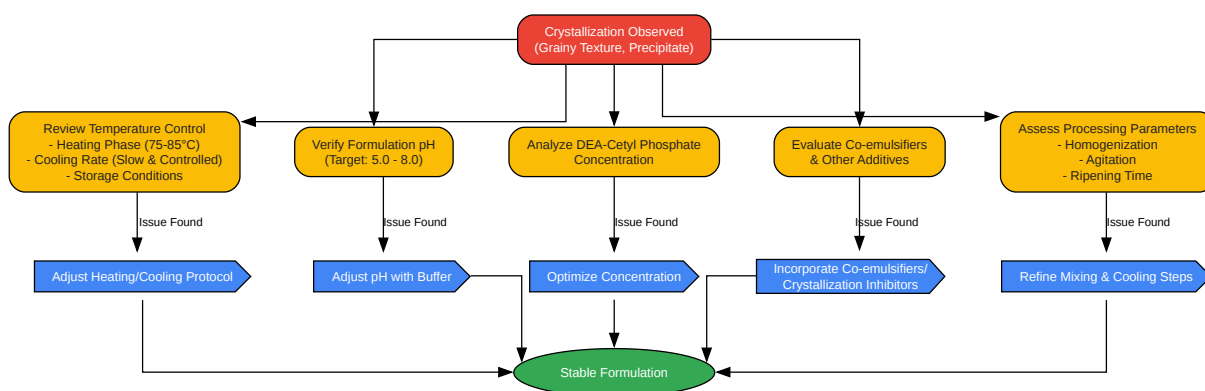 Crystallization Observed
(Grainy Texture, Precipitate)
Review Temperature Control
- Heating Phase (75-85°C)
- Cooling Rate (Slow & Controlled)
- Storage Conditions
Verify Formulation pH
(Target: 5.0 - 8.0)
Analyze DEA-Cetyl Phosphate
Concentration
Evaluate Co-emulsifiers
& Other Additives
Assess Processing Parameters
- Homogenization
- Agitation
- Ripening Time
Issue Found
Issue Found
Issue Found
Issue Found
Issue Found
Adjust Heating/Cooling Protocol
Adjust pH with Buffer
Optimize Concentration
Incorporate Co-emulsifiers/
Crystallization Inhibitors
Refine Mixing & Cooling Steps
Stable Formulation